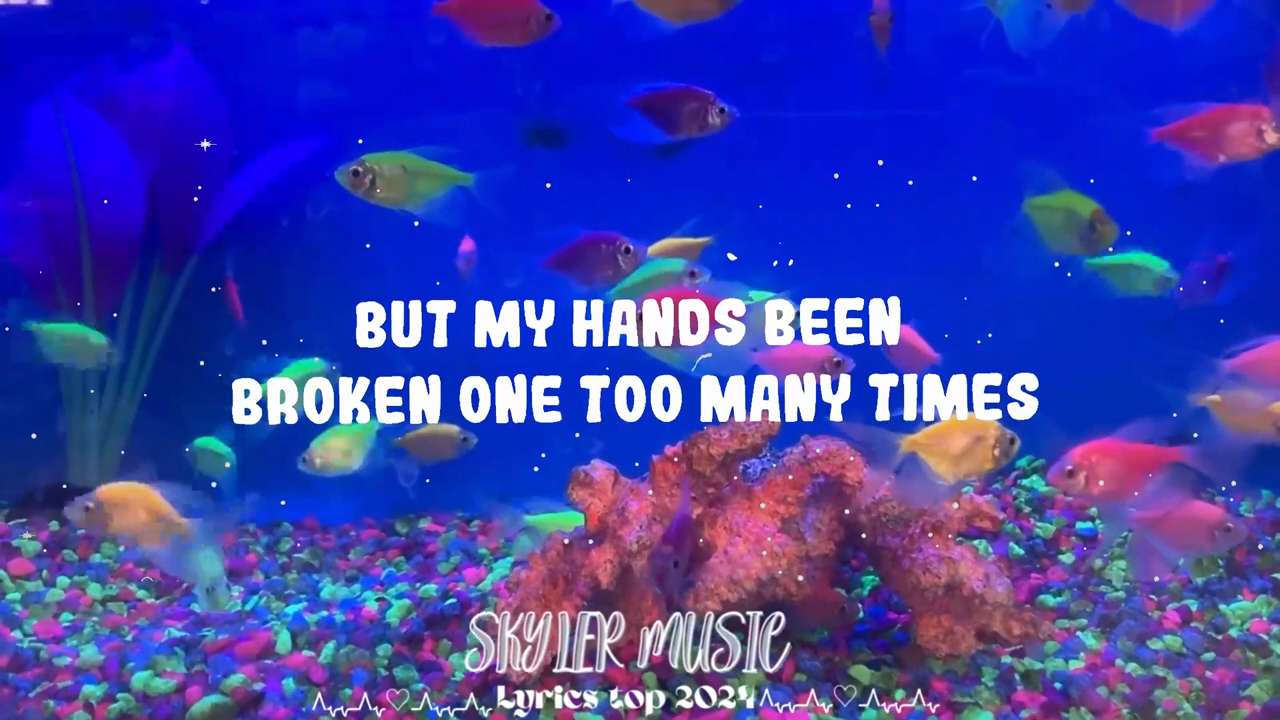 BUT MY HANDS BEEN
BROKEN ONE TOO MANY TIMES
SKYLER MUSIC
Lyrics top 2024